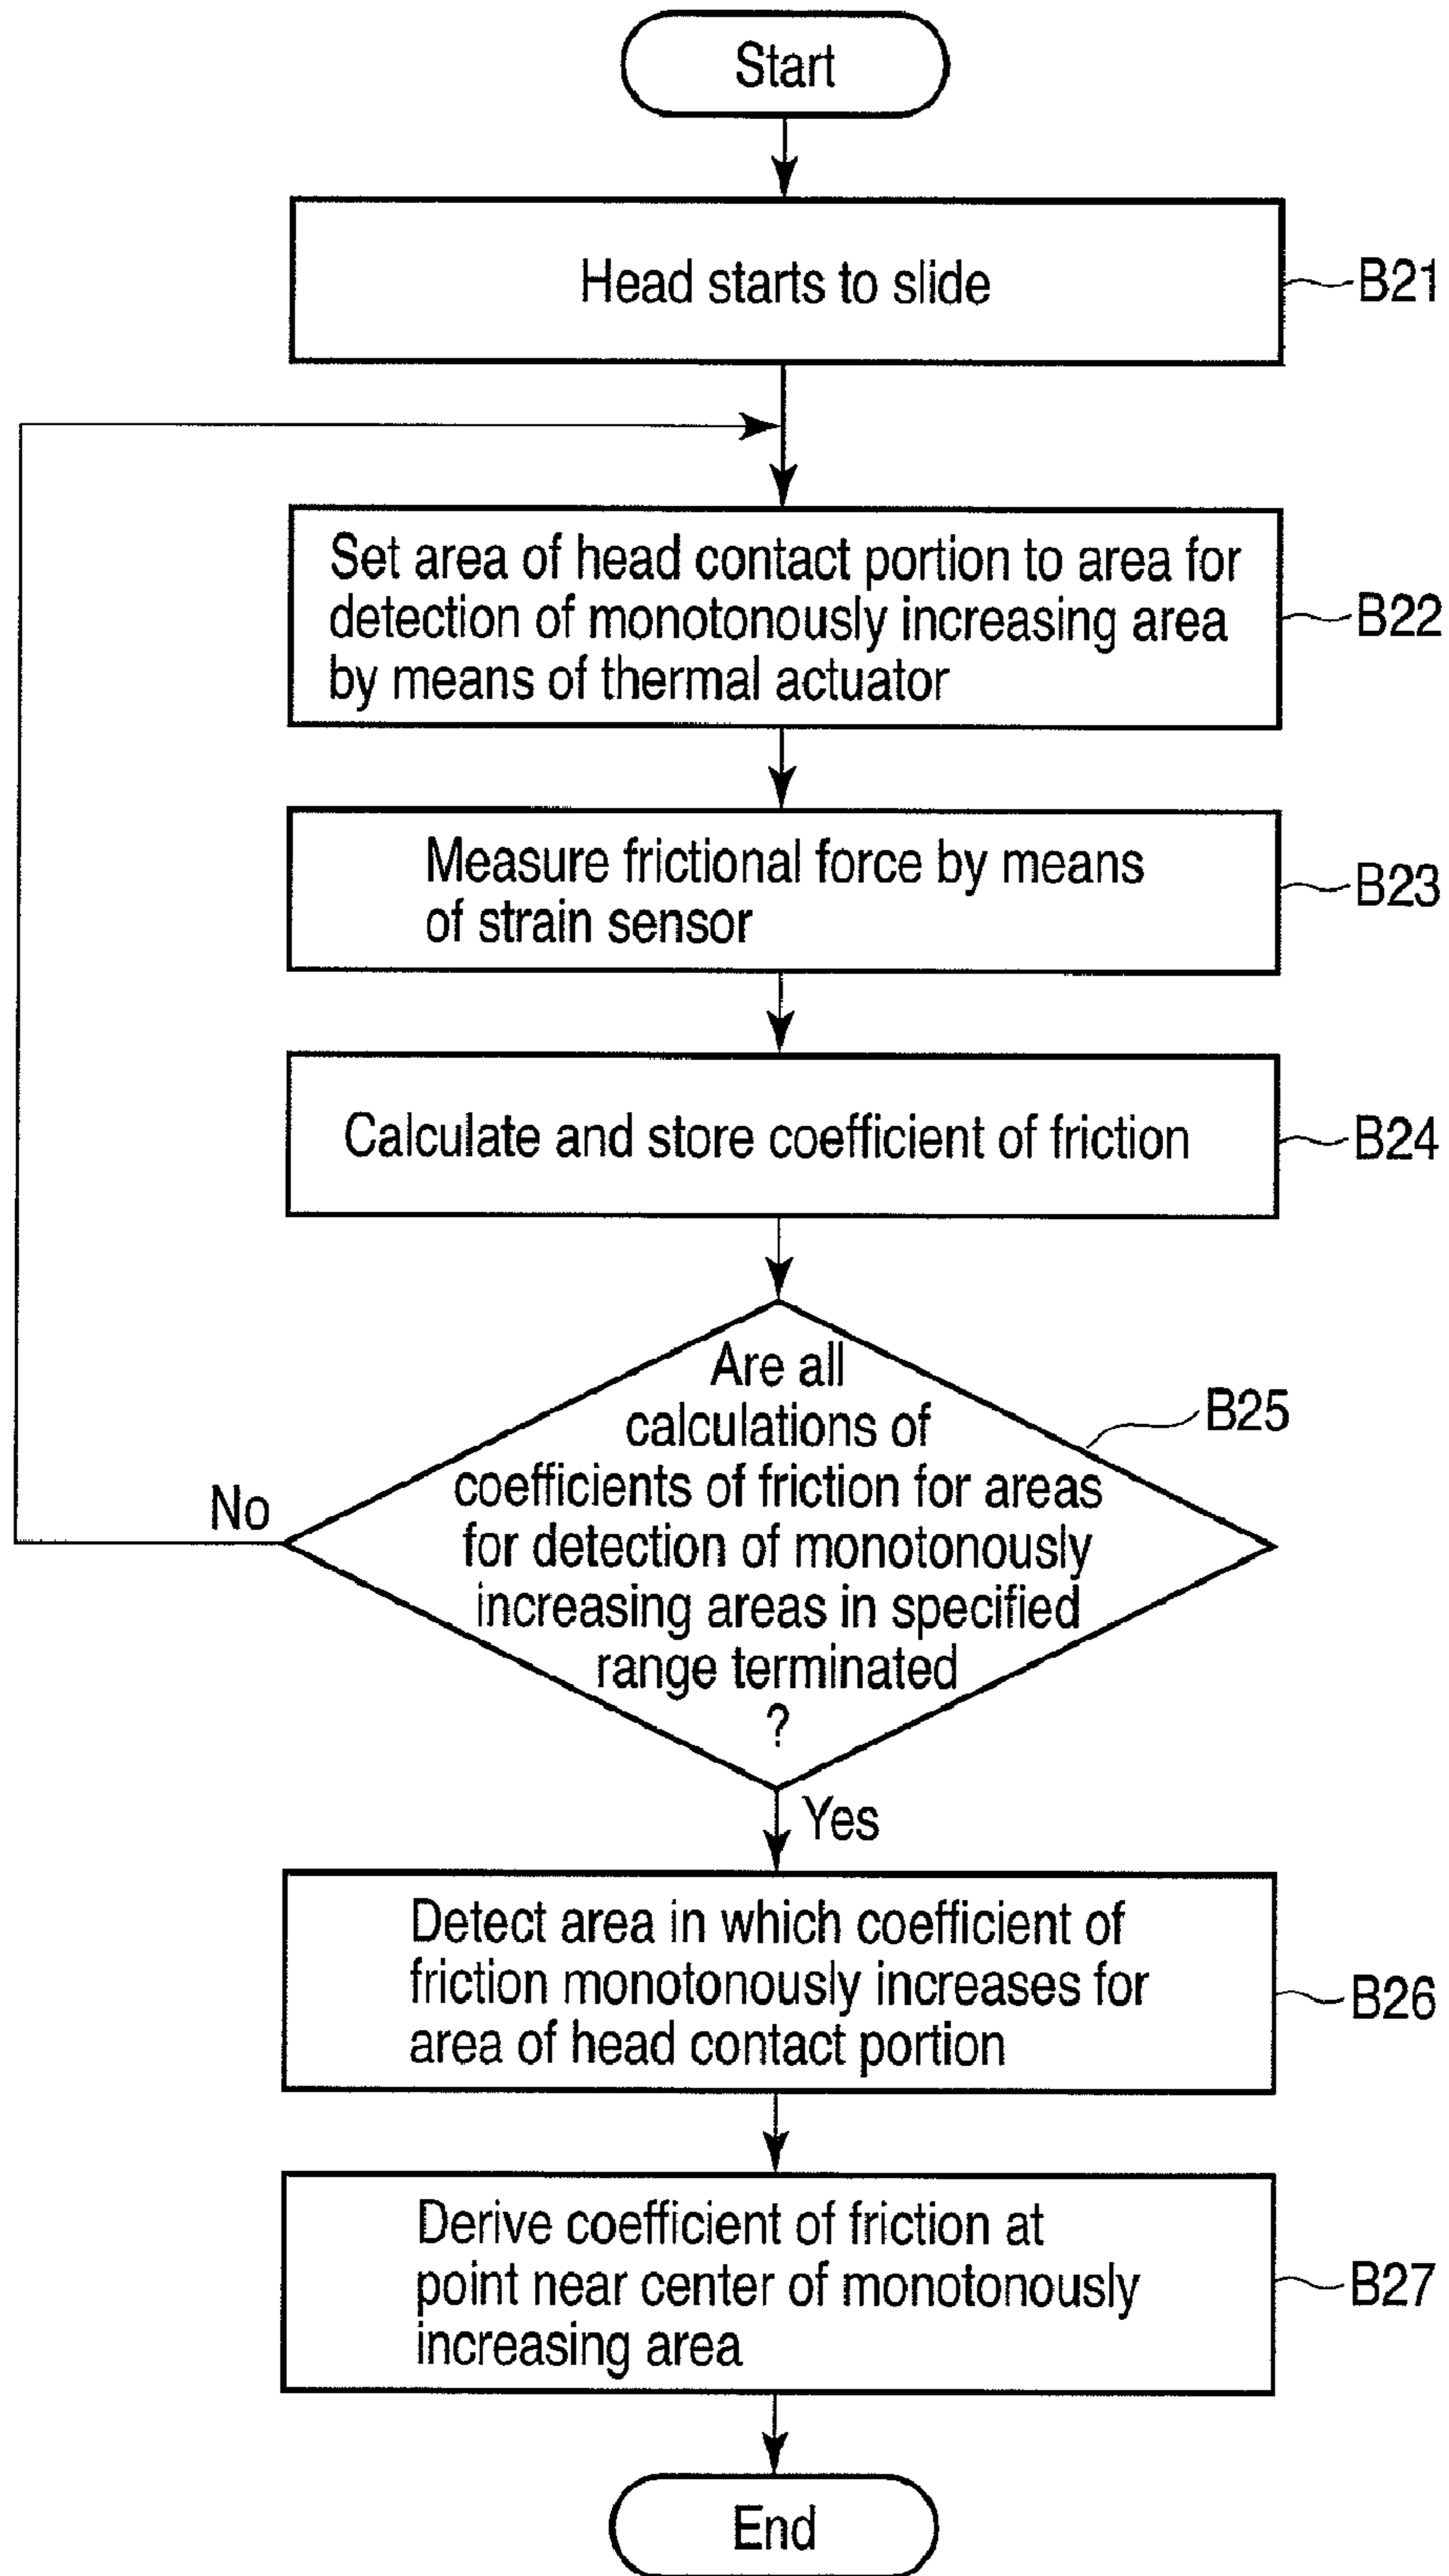 Start
Head starts to slide
B21
Set area of head contact portion to area for
detection of monotonously increasing area
by means of thermal actuator
B22
Measure frictional force by means
of strain sensor
B23
Calculate and store coefficient of friction
B24
Are all
calculations of
coefficients of friction for areas
for detection of monotonously
increasing areas in specified
range terminated
?
B25
No
Yes
Detect area in which coefficient of
friction monotonously increases for
area of head contact portion
B26
Derive coefficient of friction at
point near center of monotonously
increasing area
B27
End